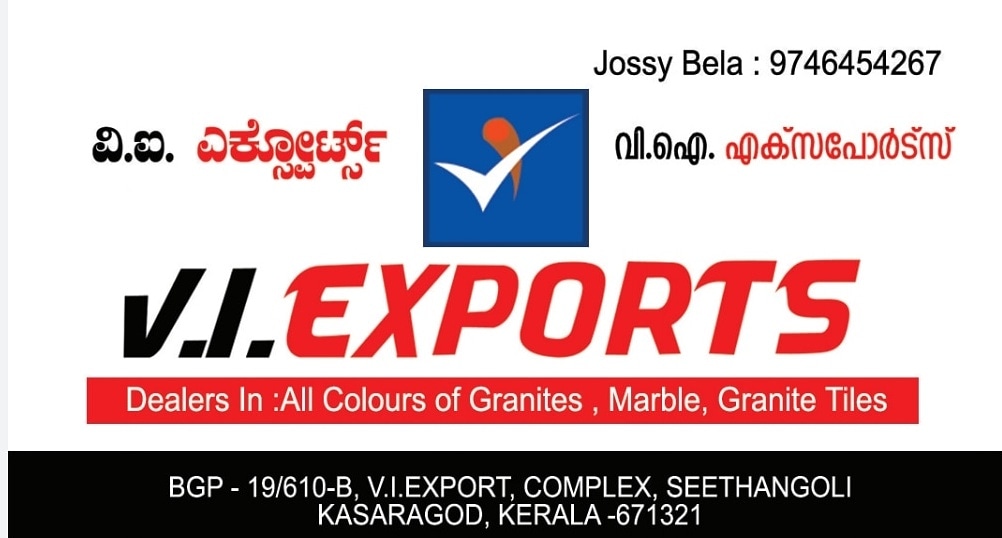 Jossy Bela : 9746454267
ವಿ.ಐ. ಎಕ್ಸ್ಪೋರ್ಟ್ಸ್
വി.ഐ. എക്സപോർട്സ്
V.I.EXPORTS
Dealers In :All Colours of Granites , Marble, Granite Tiles
BGP - 19/610-B, V.I.EXPORT, COMPLEX, SEETHANGOLI
KASARAGOD, KERALA -671321